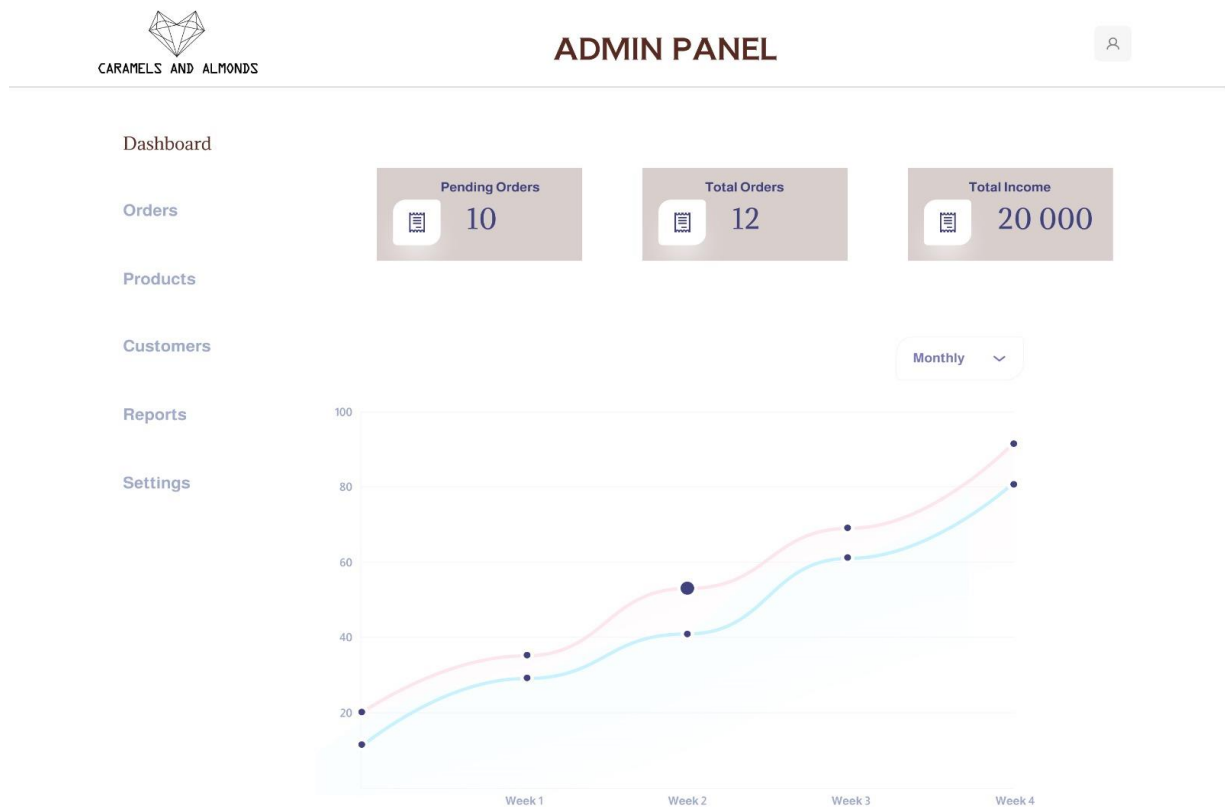 CARAMELS AND ALMONDS
ADMIN PANEL
Dashboard
Orders
Products
Customers
Reports
Settings
Pending Orders
10
Total Orders
12
Total Income
20 000
Monthly
100
80
60
40
20
Week 1
Week 2
Week 3
Week 4